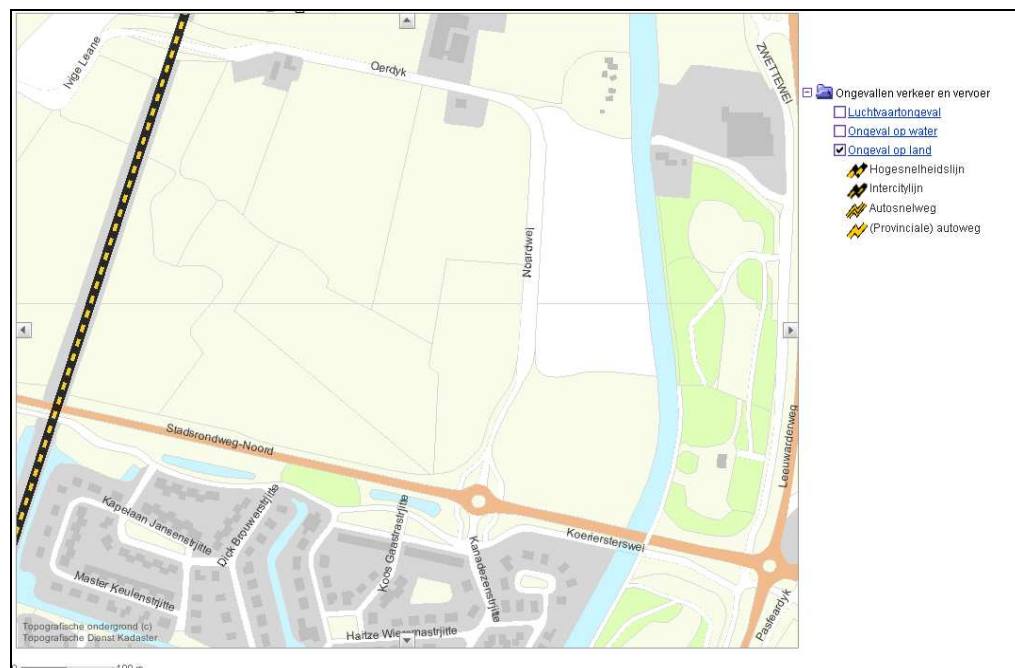 Ivige Leane
Oerdyk
ZWETTEWEI
Noardwei
Stadsrondweg-Noord
Leeuwarderweg
Kapelaan Jansenstrjitte
Dick Brouwerstrjitte
Koos Gaastrastrjitte
Kanadezenstrjitte
Koeriersterswei
Master Keulenstrjitte
Pasfeardyk
Topografische ondergrond (c)
Topografische Dienst Kadaster
Ongevallen verkeer en vervoer
Luchtvaartongeval
Ongeval op water
Ongeval op land
Hogesnelheidslijn
Intercitylijn
Autosnelweg
(Provinciale) autoweg